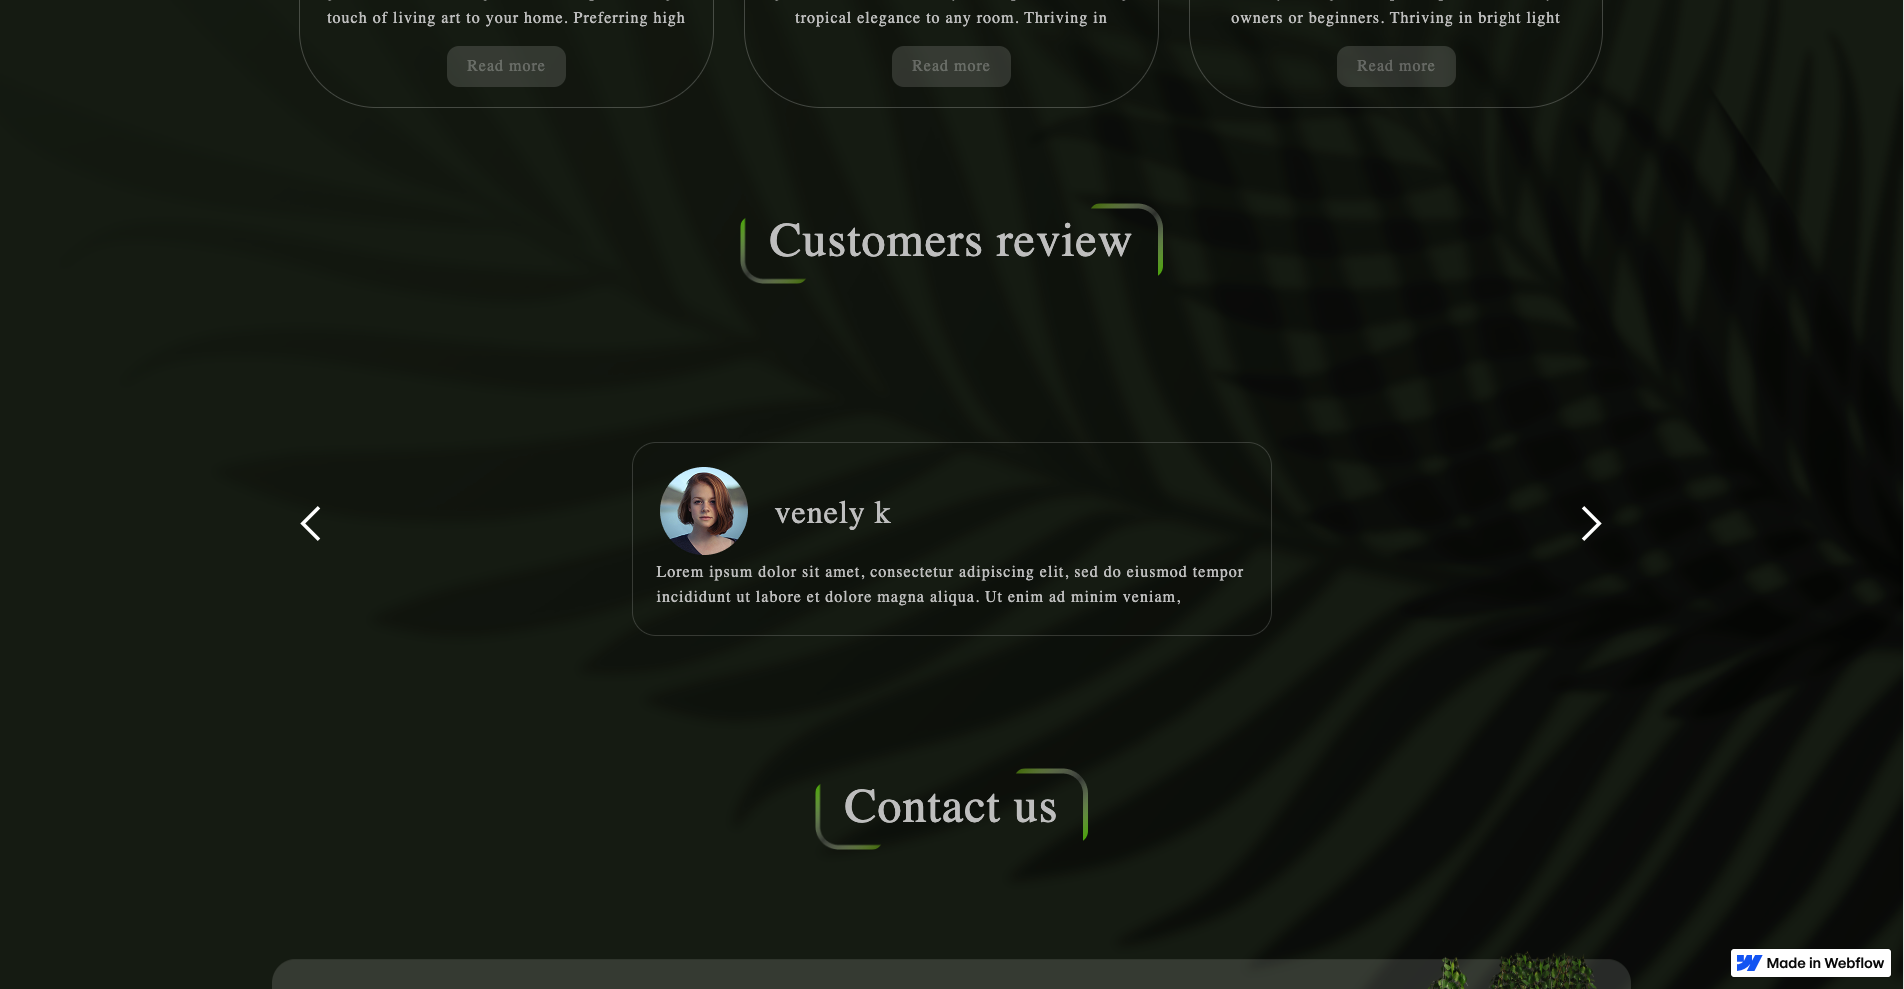 touch of living art to your home. Preferring high
tropical elegance to any room. Thriving in
owners or beginners. Thriving in bright light
Read more
Read more
Read more
Customers review
venely k
Lorem ipsum dolor sit amet, consectetur adipiscing elit, sed do eiusmod tempor
incididunt ut labore et dolore magna aliqua. Ut enim ad minim veniam,
Contact us
Made in Webflow